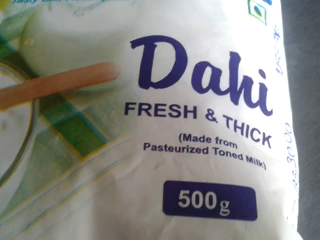 Dahi
FRESH & THICK
(Made from
Pasteurized Toned Milk)
500g